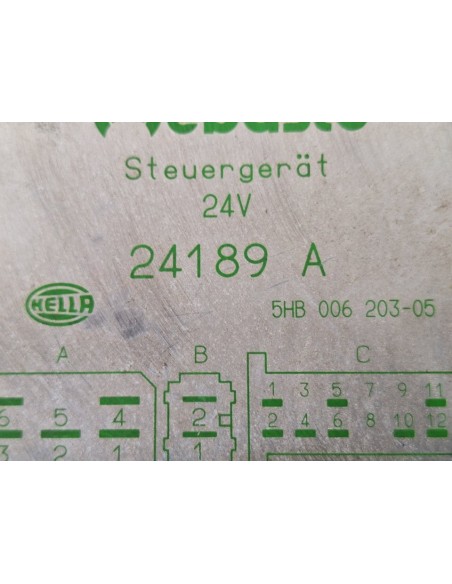 Webasto
Steuergerät
24V
24189 A
HELLA
5HB 006 203-05
A B C
1 3 5 7 9 11
6 5 4 2 2 4 6 8 10 12
3 2 1 1